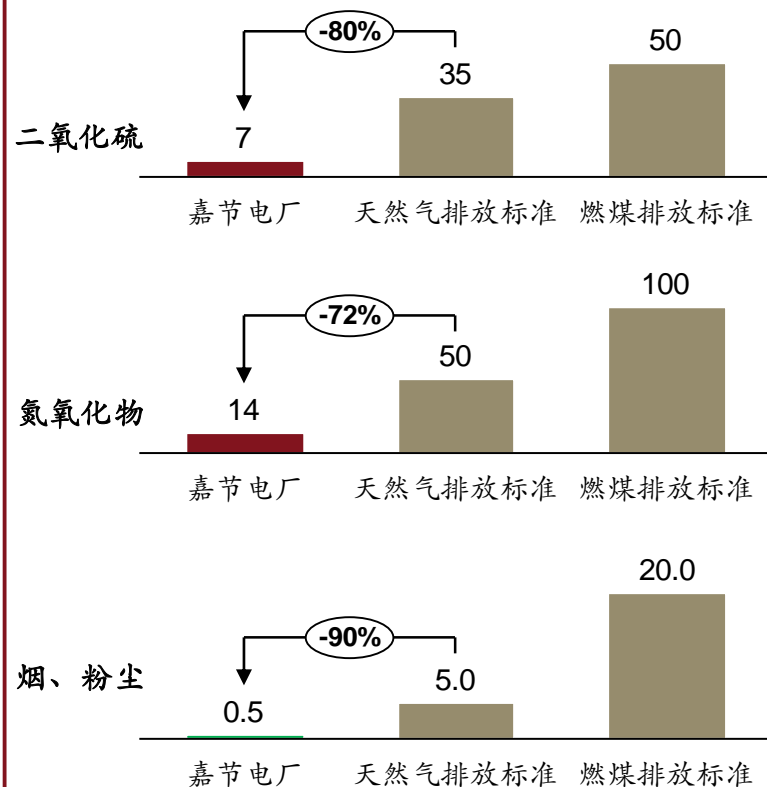 -80%
50
35
二氧化硫
7
嘉节电厂 天然气排放标准 燃煤排放标准
100
-72%
50
氮氧化物
14
嘉节电厂 天然气排放标准 燃煤排放标准
20.0
-90%
5.0
烟、粉尘
0.5
嘉节电厂 天然气排放标准 燃煤排放标准